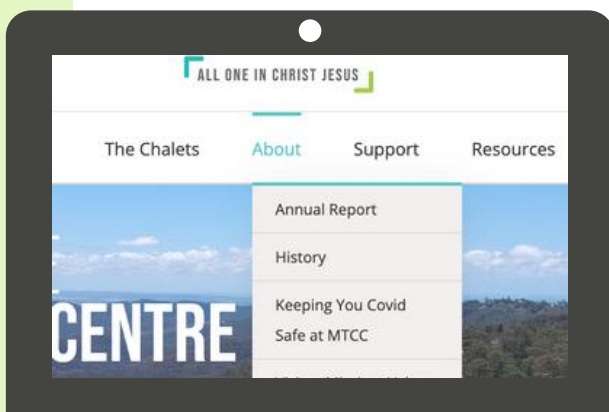 ALL ONE IN CHRIST JESUS
The Chalets About Support Resources
Annual Report
History
Keeping You Covid
Safe at MTCC
CENTRE